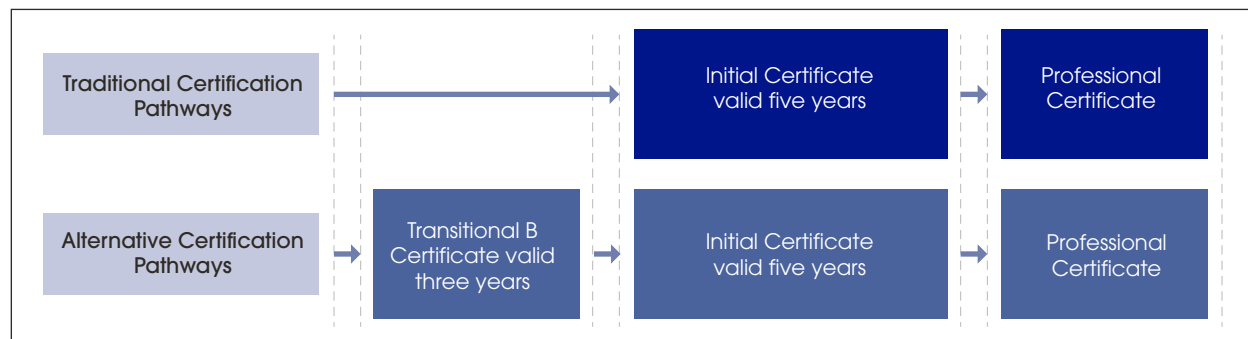 Traditional Certification
Pathways
Initial Certificate
valid five years
Professional
Certificate
Alternative Certification
Pathways
Transitional B
Certificate valid
three years
Initial Certificate
valid five years
Professional
Certificate